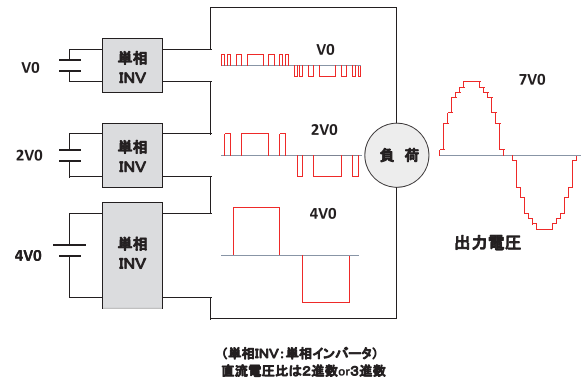 V0
単相
INV
V0
7V0
2V0
単相
INV
2V0
負 荷
4V0
単相
INV
4V0
出力電圧
(単相INV:単相インバータ)
直流電圧比は2進数or3進数